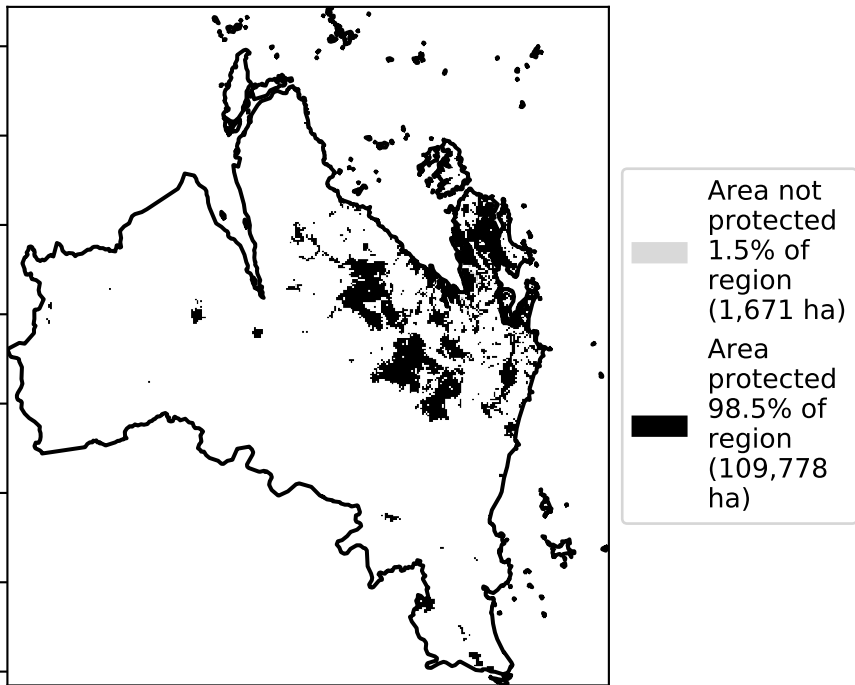 Area not
protected
1.5% of
region
(1,671 ha)
Area
protected
98.5% of
region
(109,778
ha)